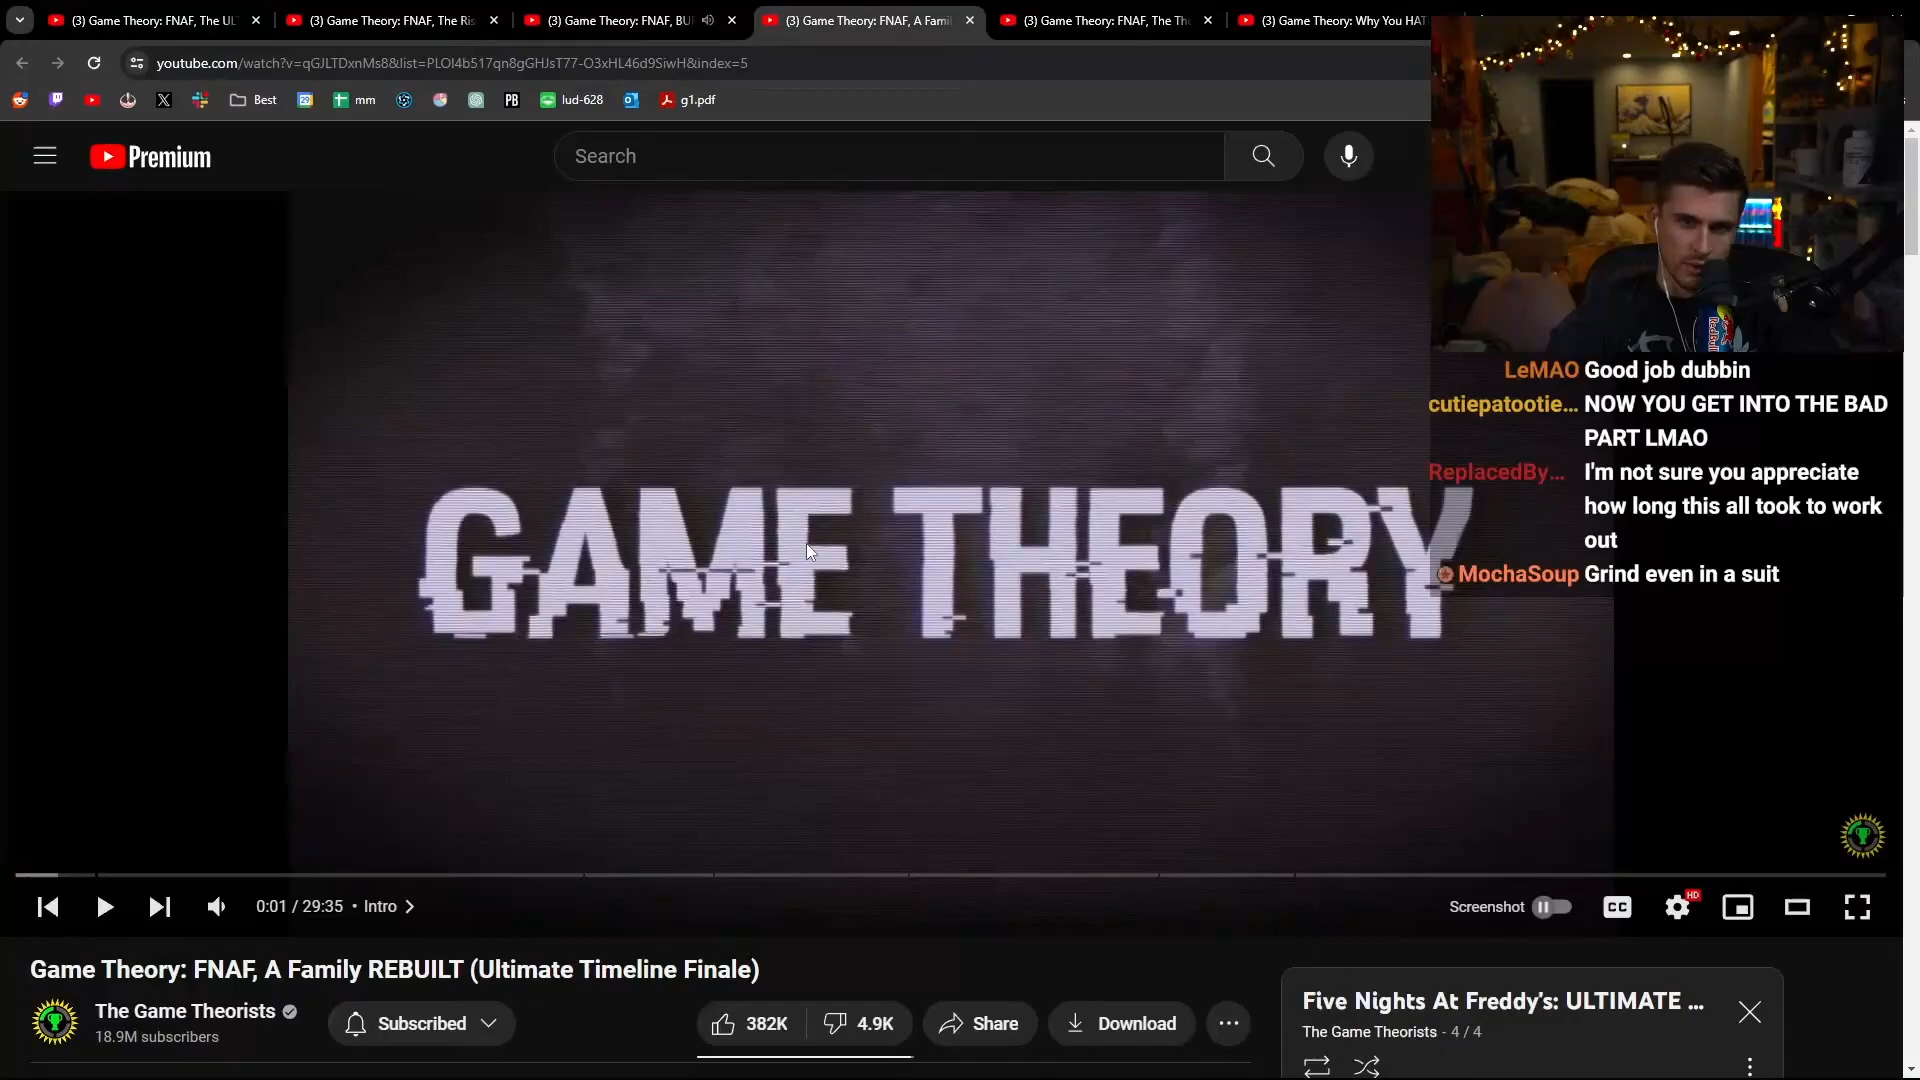 (3) Game Theory: FNAF, The UL
(3) Game Theory: FNAF, The Ris
(3) Game Theory: FNAF, BU
(3) Game Theory: FNAF, A Fami
(3) Game Theory: FNAF, The Th
(3) Game Theory: Why You HAT
youtube.com/watch?v=qGJLTDxnMs8&list=PLOl4b517qn8gGHJsT77-O3xHL46d9SiwH&index=5
Best
29
mm
PB
lud-628
g1.pdf
Premium
Search
GAME THEORY
RedBull
LeMAO Good job dubbin
cutiepatootie... NOW YOU GET INTO THE BAD
PART LMAO
ReplacedBy... I'm not sure you appreciate
how long this all took to work
out
MochaSoup Grind even in a suit
0:01 / 29:35 • Intro
Screenshot
CC
HD
Game Theory: FNAF, A Family REBUILT (Ultimate Timeline Finale)
The Game Theorists
18.9M subscribers
Subscribed
382K
4.9K
Share
Download
Five Nights At Freddy's: ULTIMATE ...
The Game Theorists - 4 / 4